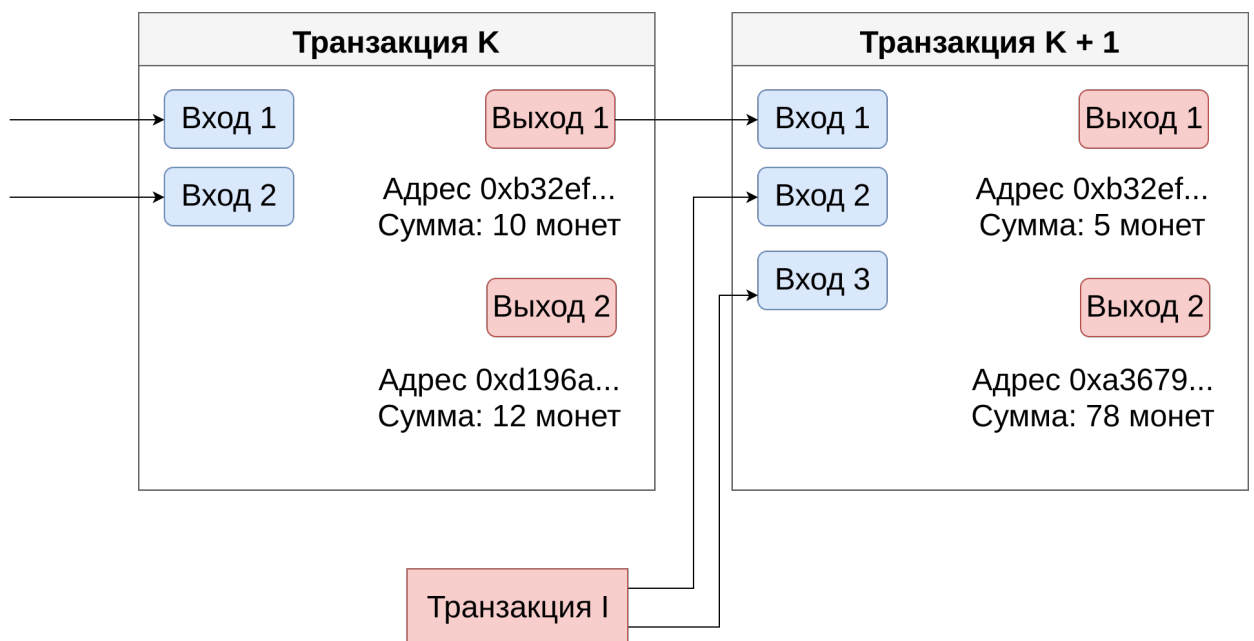 Транзакция K
Вход 1
Выход 1
Вход 2
Адрес 0xb32ef...
Сумма: 10 монет
Выход 2
Адрес 0xd196a...
Сумма: 12 монет
Транзакция K + 1
Вход 1
Выход 1
Вход 2
Адрес 0xb32ef...
Сумма: 5 монет
Вход 3
Выход 2
Адрес 0xa3679...
Сумма: 78 монет
Транзакция I